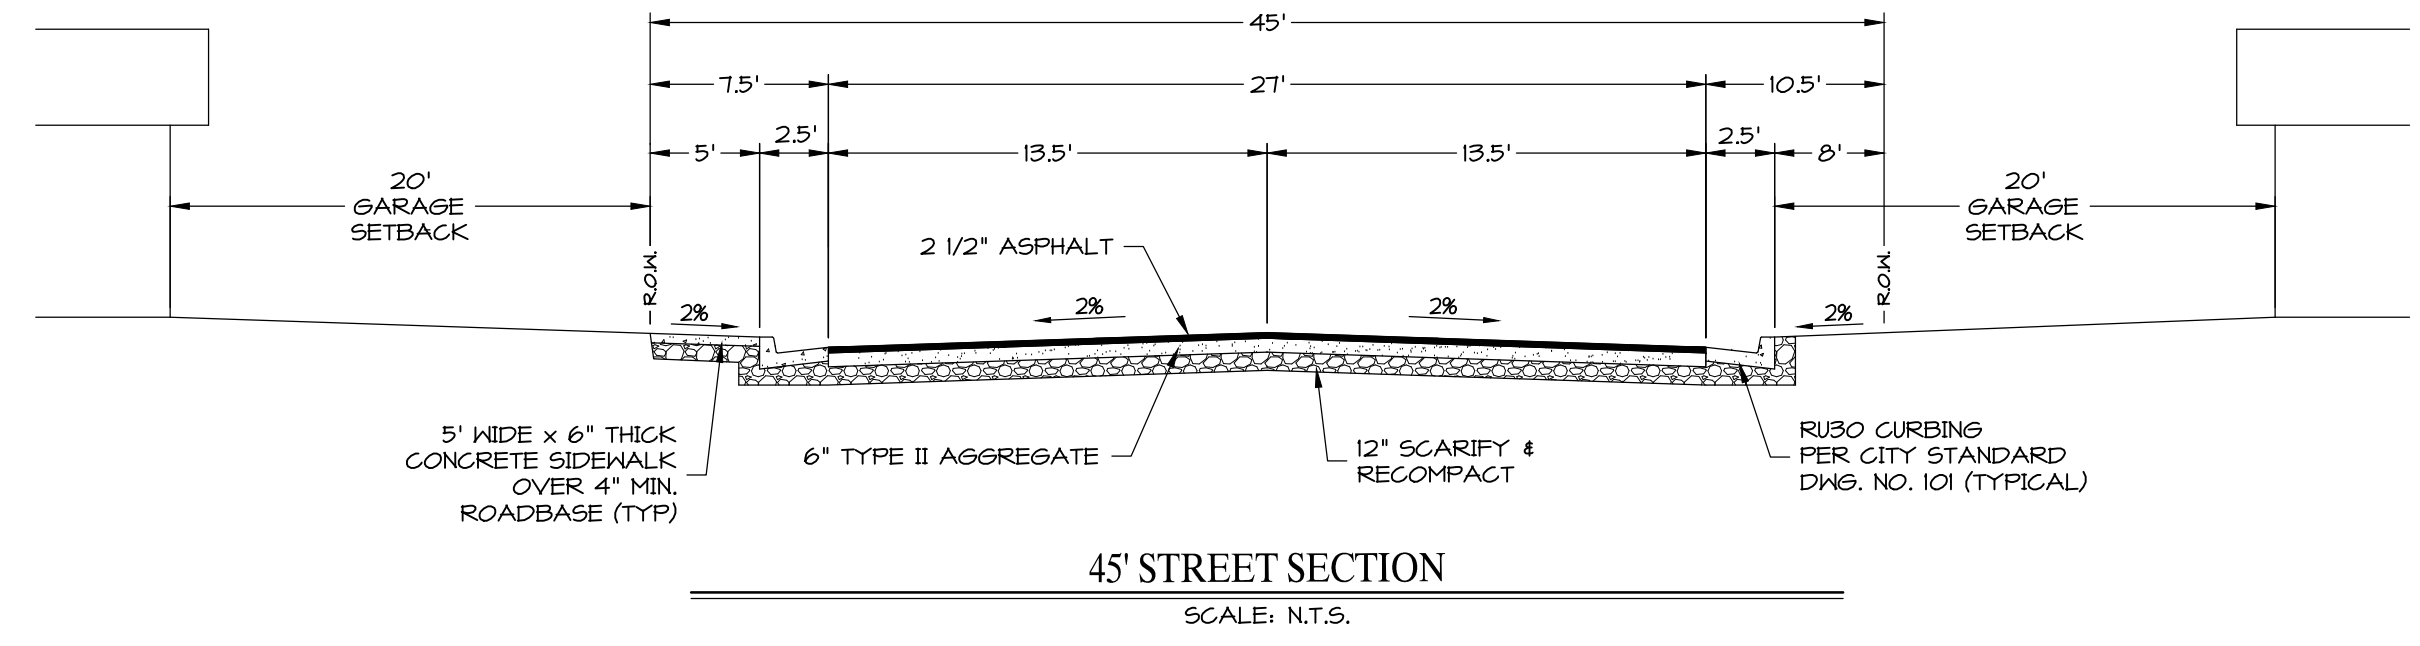 45'
7.5'
27'
10.5'
5'
2.5'
13.5'
13.5'
2.5'
8'
20'
GARAGE
SETBACK
20'
GARAGE
SETBACK
2 1/2" ASPHALT
R.O.W.
R.O.W.
2%
2%
2%
2%
5' WIDE x 6" THICK
CONCRETE SIDEWALK
OVER 4" MIN.
ROADBASE (TYP)
6" TYPE II AGGREGATE
12" SCARIFY &
RECOMPACT
RU30 CURBING
PER CITY STANDARD
DWG. NO. 101 (TYPICAL)
45' STREET SECTION
SCALE: N.T.S.